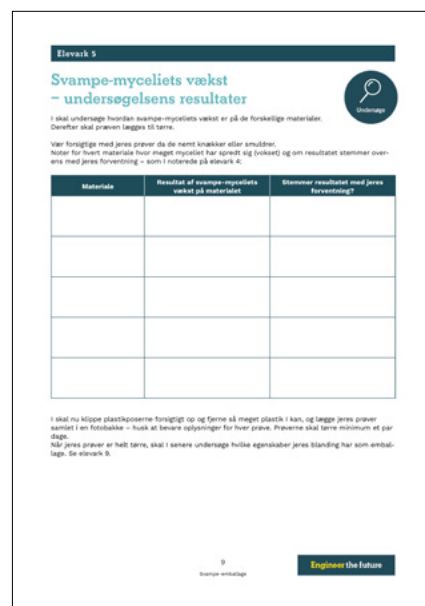 Elevark 5
Svampe-myceliets vækst
– undersøgelsens resultater
Undersøge
I skal undersøge hvordan svampe-myceliets vækst er på de forskellige materialer.
Derefter skal prøven lægges til tørre.
Vær forsigtige med jeres prøver da de nemt knækker eller smuldrer.
Noter for hvert materiale hvor meget myceliet har spredt sig (vokset) og om resultatet stemmer over-
ens med jeres forventning – som I noterede på elevark 4:
Materiale
Resultat af svampe-myceliets
vækst på materialet
Stemmer resultatet med jeres
forventning?
I skal nu klippe plastikposerne forsigtigt op og fjerne så meget plastik I kan, og lægge jeres prøver
samlet i en fotobakke – husk at bevare oplysninger for hver prøve. Prøverne skal tørre minimum et par
dage.
Når jeres prøver er helt tørre, skal I senere undersøge hvilke egenskaber jeres blanding har som embal-
lage. Se elevark 9.
9
Svampe-emballage
Engineer the future